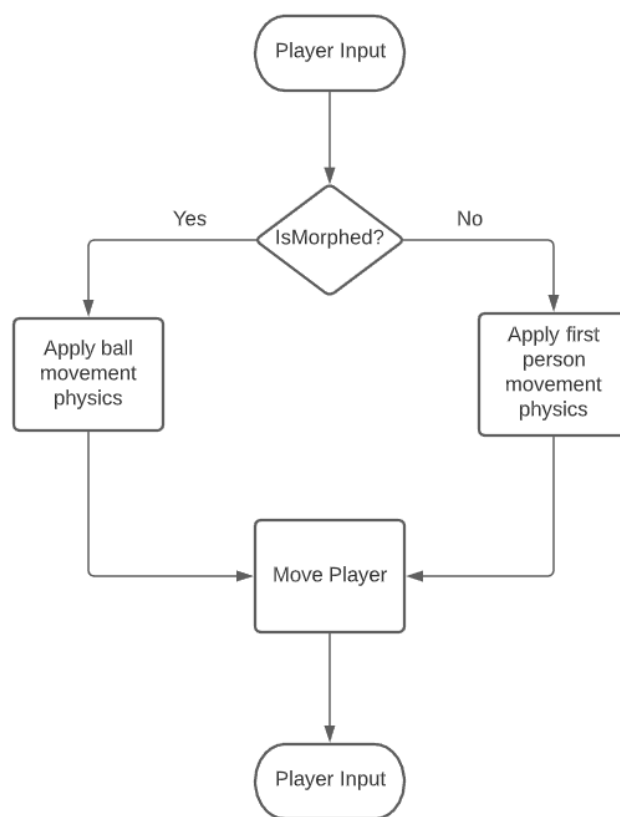 Player Input
Yes
IsMorphed?
No
Apply ball
movement
physics
Apply first
person
movement
physics
Move Player
Player Input